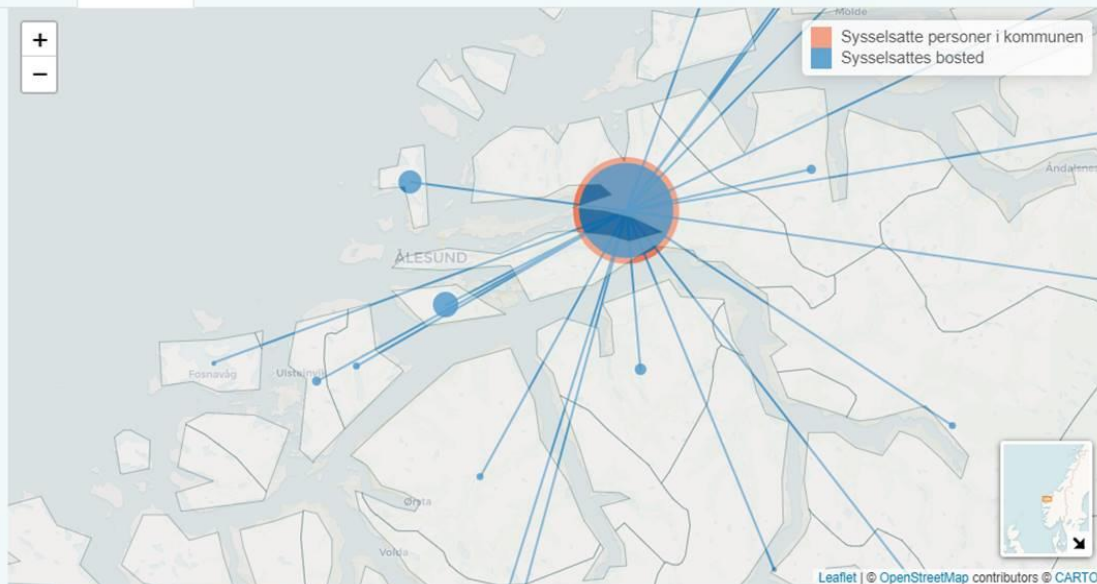 +
−
Molde
Sysselsatte personer i kommunen
Sysselsattes bosted
Åndalsnes
ÅLESUND
Fosnavåg
Ulsteinvik
Ørsta
Volda
Leaflet | © OpenStreetMap contributors © CARTO